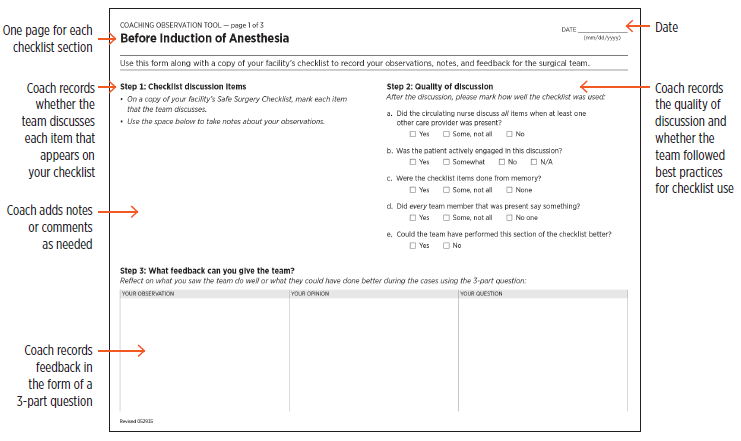 One page for each
checklist section
Coach records
whether the
team discusses
each item that
appears on
your checklist
Coach adds notes
or comments
as needed
Coach records
feedback in
the form of a
3-part question
COACHING OBSERVATION TOOL — page 1 of 3
Before Induction of Anesthesia
DATE
(mm/dd/yyyy)
Use this form along with a copy of your facility's checklist to record your observations, notes, and feedback for the surgical team.
Step 1: Checklist discussion items
• On a copy of your facility's Safe Surgery Checklist, mark each item
that the team discusses.
• Use the space below to take notes about your observations.
Step 2: Quality of discussion
After the discussion, please mark how well the checklist was used:
a. Did the circulating nurse discuss all items when at least one
other care provider was present?
☐ Yes ☐ Some, not all ☐ No
b. Was the patient actively engaged in this discussion?
☐ Yes ☐ Somewhat ☐ No ☐ N/A
c. Were the checklist items done from memory?
☐ Yes ☐ Some, not all ☐ None
d. Did every team member that was present say something?
☐ Yes ☐ Some, not all ☐ No one
e. Could the team have performed this section of the checklist better?
☐ Yes ☐ No
Step 3: What feedback can you give the team?
Reflect on what you saw the team do well or what they could have done better during the cases using the 3-part question:
YOUR OBSERVATION
YOUR OPINION
YOUR QUESTION
Revised 052935
Date
Coach records
the quality of
discussion and
whether the
team followed
best practices
for checklist use